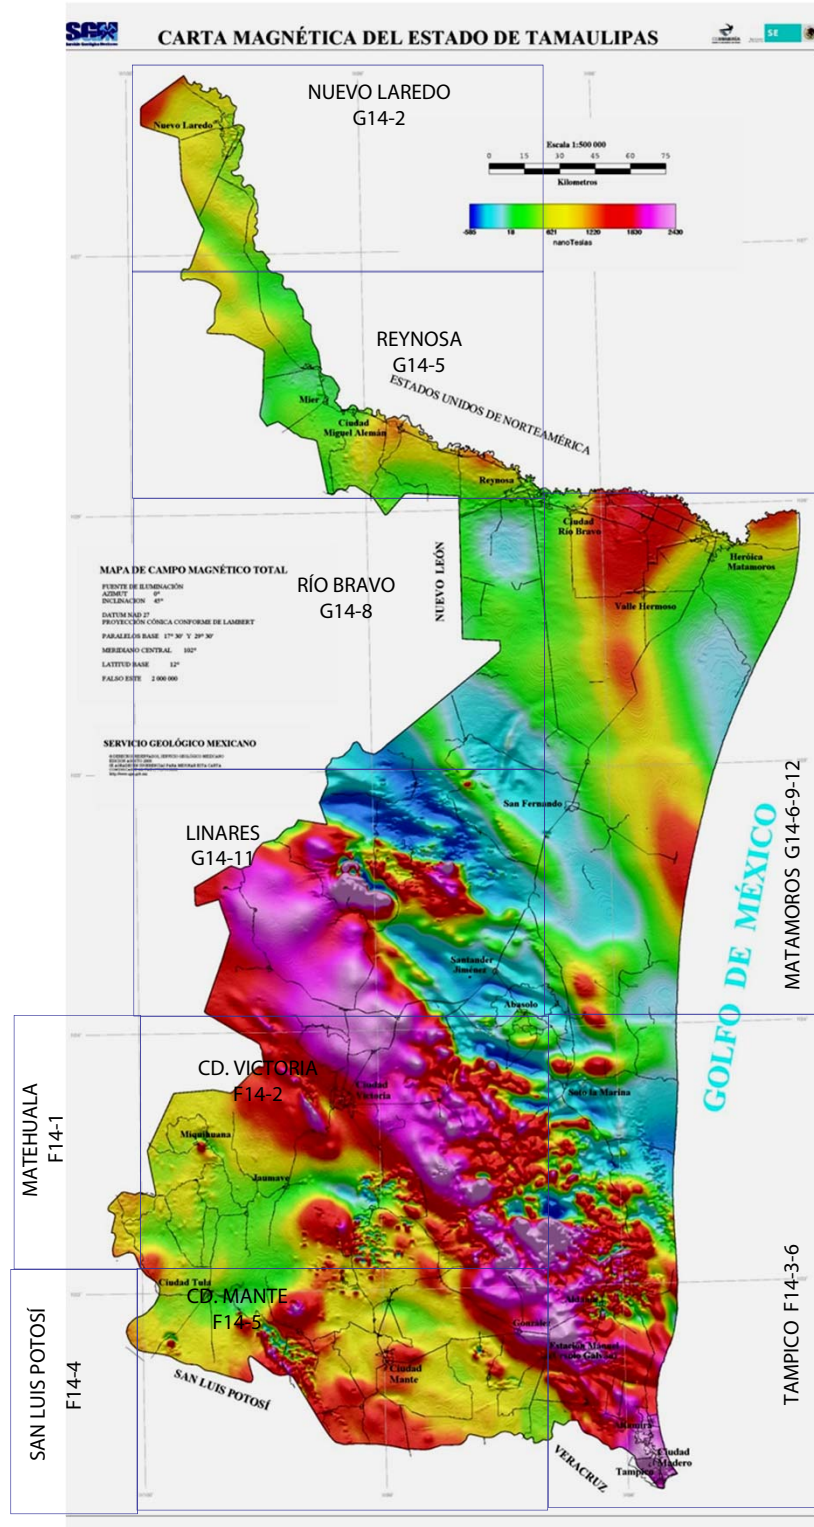 SGM
Servicio Geológico Mexicano
CARTA MAGNÉTICA DEL ESTADO DE TAMAULIPAS
SE
NUEVO LAREDO
G14-2
Nuevo Laredo
Escala 1:500 000
0 15 30 45 60 75
Kilometros
-585 18 621 1220 1830 2430
nanoTeslas
REYNOSA
G14-5
ESTADOS UNIDOS DE NORTEAMÉRICA
Mier
Ciudad
Miguel Alemán
Reynosa
Ciudad
Río Bravo
Heróica
Matamoros
NUEVO LEÓN
MAPA DE CAMPO MAGNÉTICO TOTAL
FUENTE DE ILUMINACIÓN
AZIMUT 0°
INCLINACION 45°
DATUM NAD 27
PROYECCIÓN CÓNICA CONFORME DE LAMBERT
PARALELOS BASE 17° 30' Y 29° 30'
MERIDIANO CENTRAL 102°
LATITUD BASE 12°
FALSO ESTE 2 000 000
RÍO BRAVO
G14-8
Valle Hermoso
SERVICIO GEOLÓGICO MEXICANO
San Fernando
LINARES
G14-11
MATAMOROS G14-6-9-12
GOLFO DE MÉXICO
Santander
Jiménez
Abasolo
CD. VICTORIA
F14-2
Ciudad
Victoria
Soto la Marina
MATEHUALA
F14-1
Miquihuana
Jaumave
Ciudad Tula
CD. MANTE
F14-5
Aldama
González
Estación Manuel
SAN LUIS POTOSÍ
F14-4
TAMPICO F14-3-6
SAN LUIS POTOSÍ
Ciudad
Mante
Altamira
Ciudad
Madero
Tampico
VERACRUZ